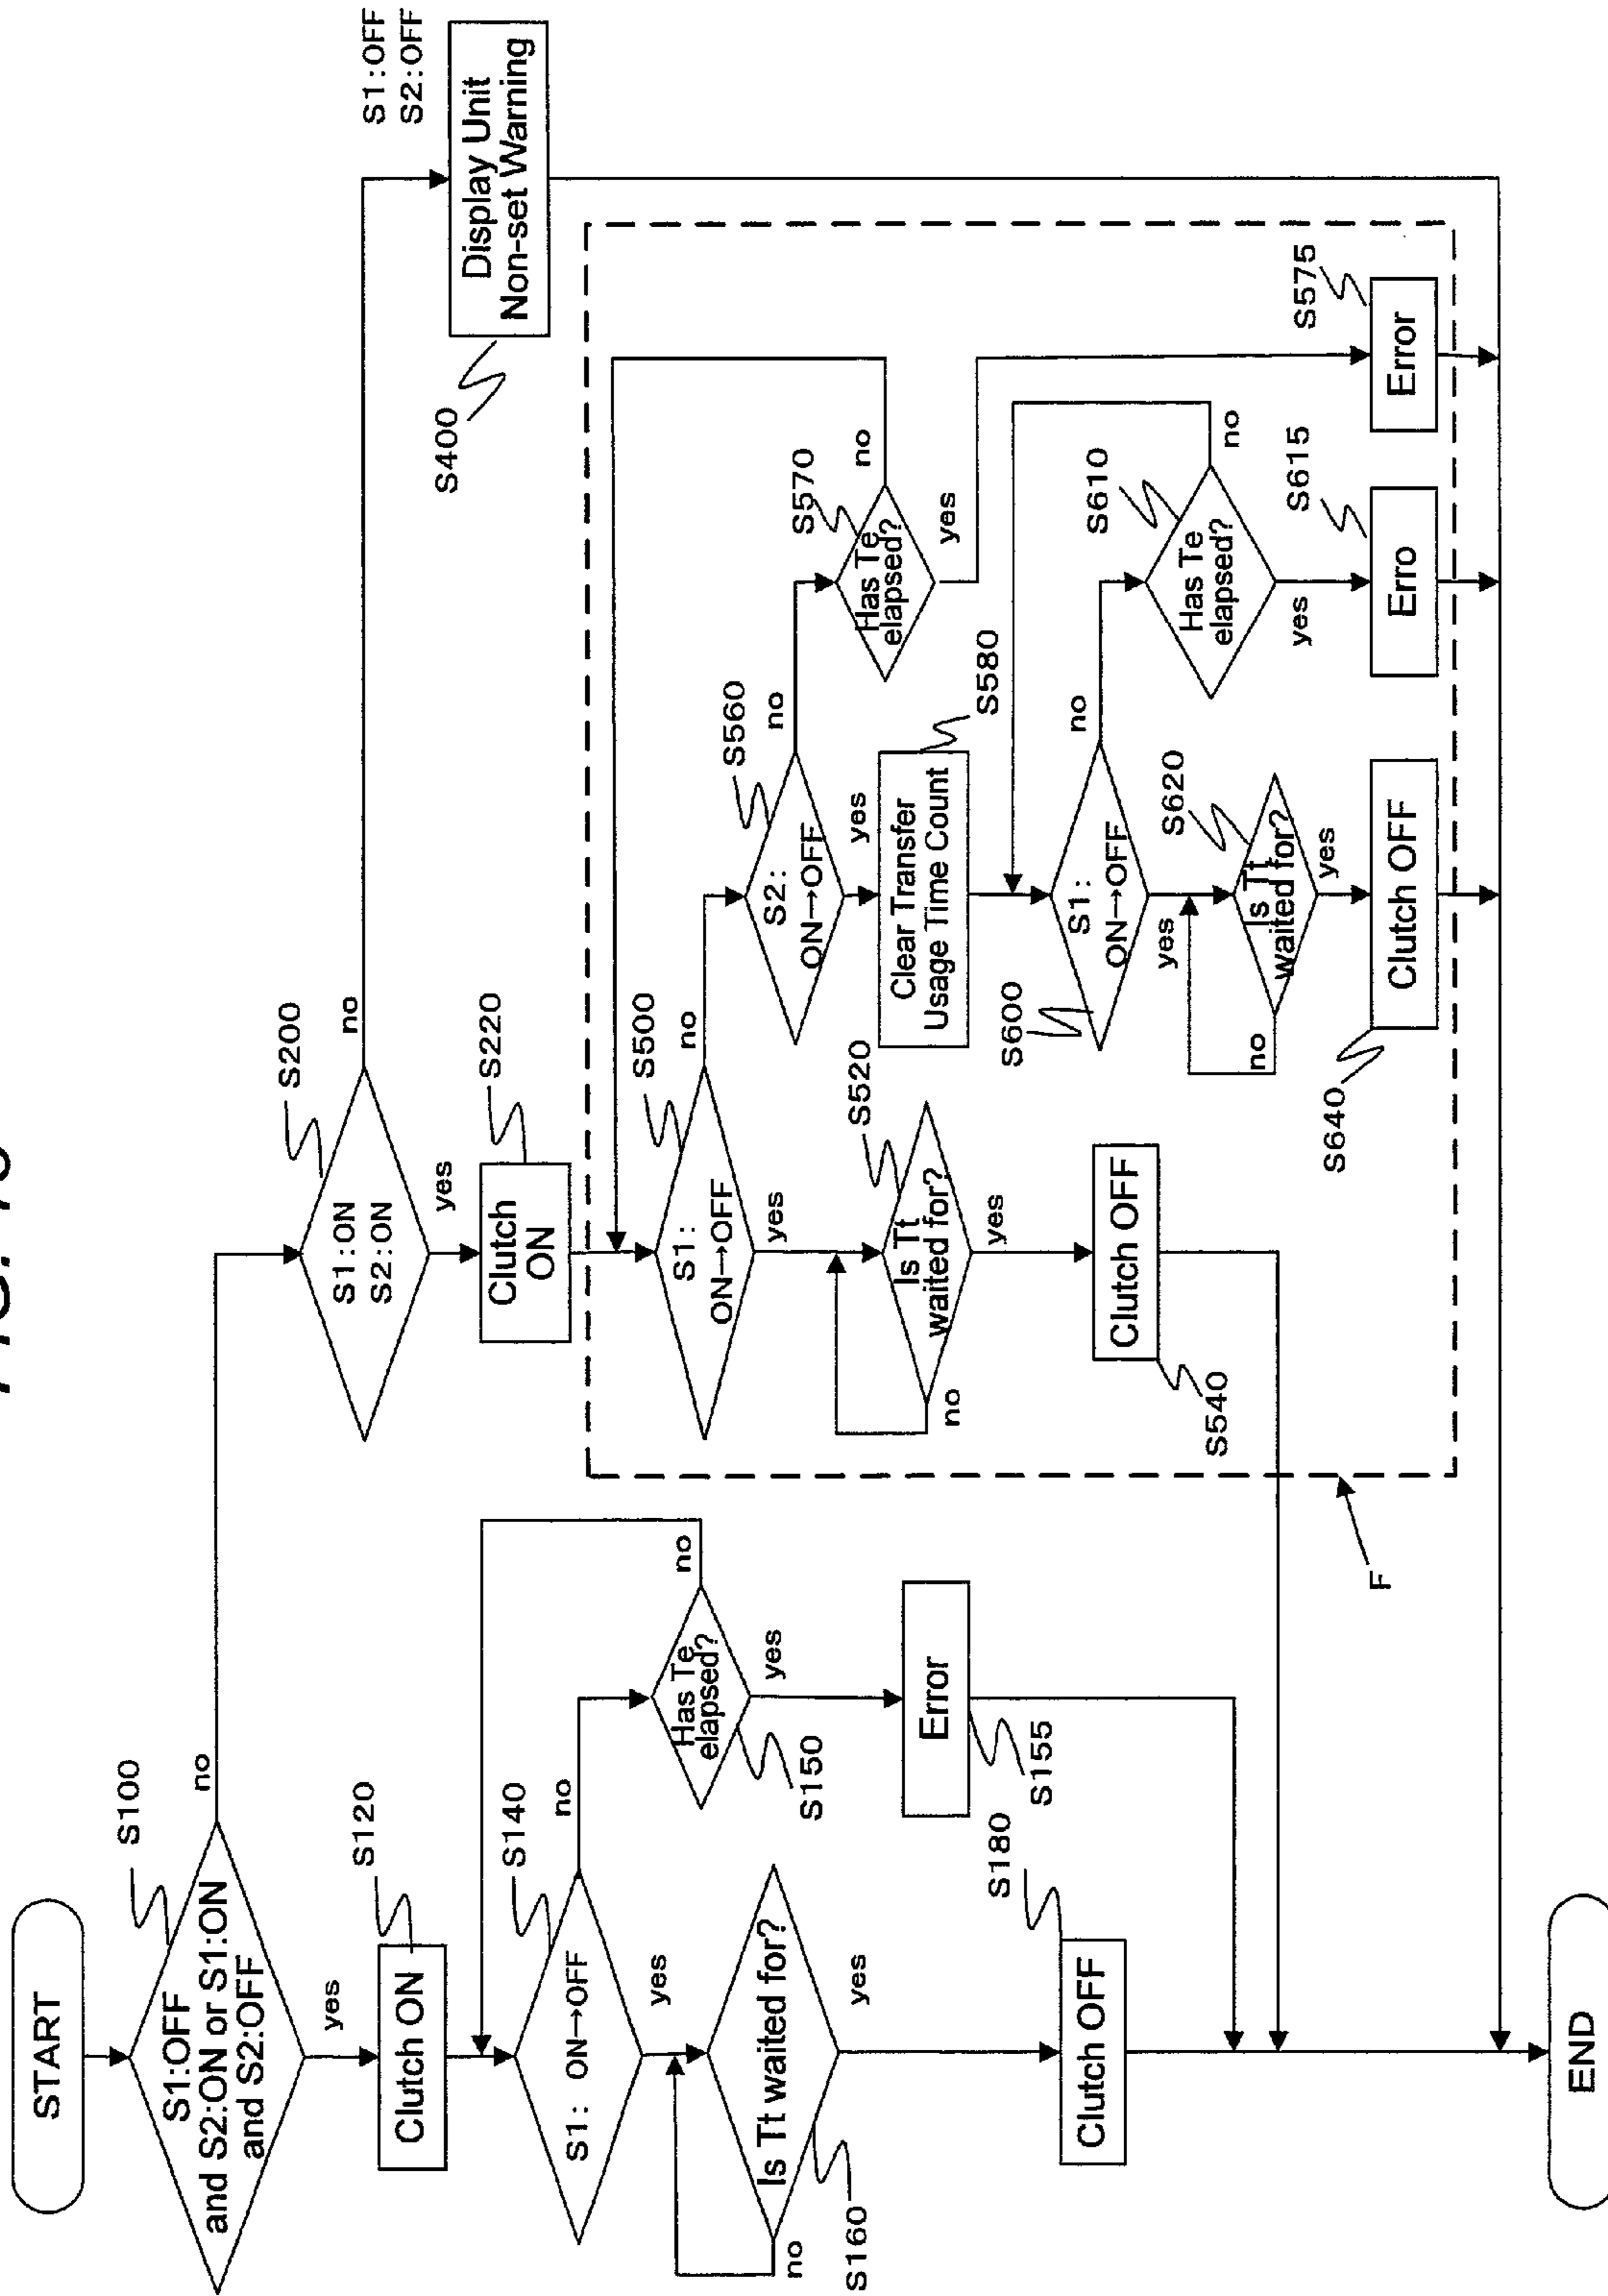 START
S1:OFF
and S2:ON or S1:ON
and S2:OFF
S100
no
yes
S120
Clutch ON
S140
S1: ON→OFF
no
yes
Has Te
elapsed?
no
S150
yes
Error
S155
Is Tt waited for?
no
S160
yes
S180
Clutch OFF
END
S200
S1:ON
S2:ON
no
yes
S220
Clutch
ON
S500
S1:
ON→OFF
no
yes
S520
Is Tt
waited for?
no
yes
Clutch OFF
S540
F
S560
S2:
ON→OFF
no
yes
S570
Has Te
elapsed?
no
yes
Clear Transfer
Usage Time Count
S580
S600
S1:
ON→OFF
no
yes
S610
Has Te
elapsed?
no
yes
S620
Is Tt
waited for?
no
yes
Clutch OFF
S640
S615
Erro
S575
Error
S400
Display Unit
Non-set Warning
S1:OFF
S2:OFF